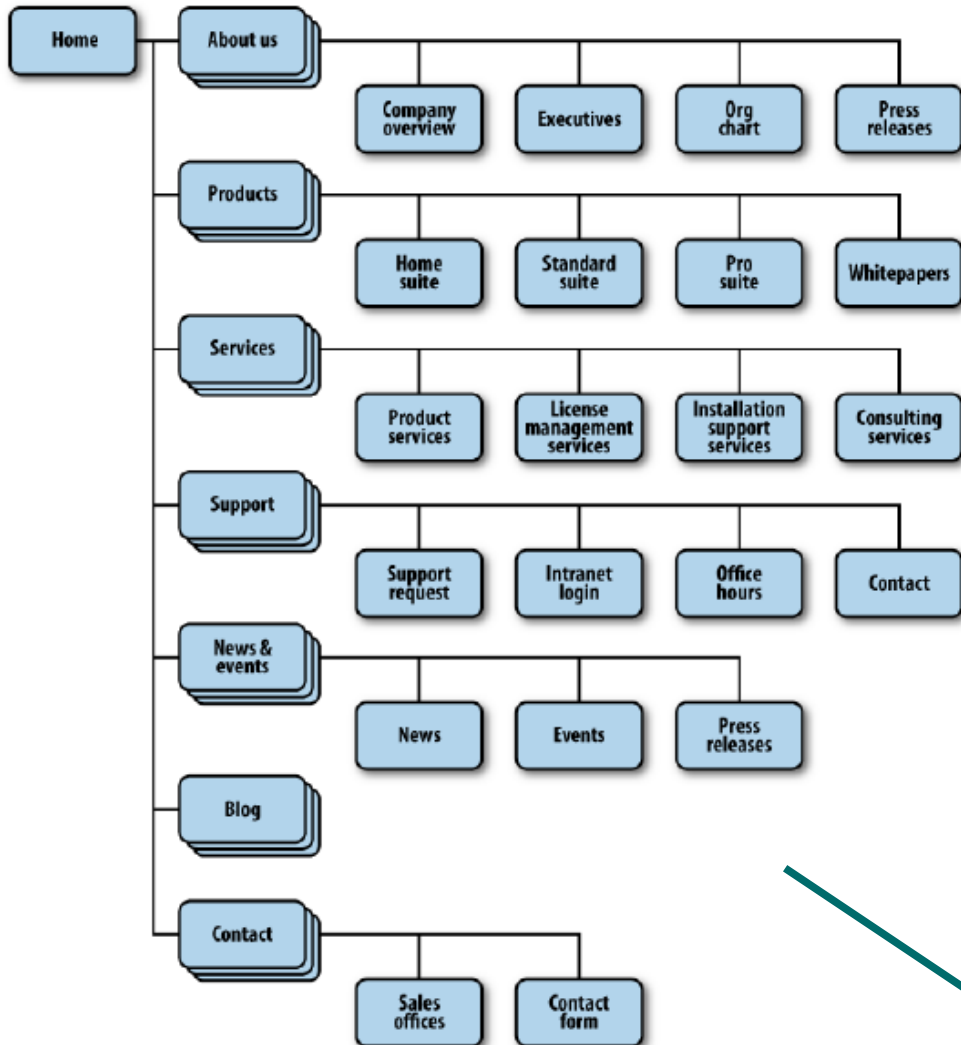 Home
About us
Company
overview
Executives
Org
chart
Press
releases
Products
Home
suite
Standard
suite
Pro
suite
Whitepapers
Services
Product
services
License
management
services
Installation
support
services
Consulting
services
Support
Support
request
Intranet
login
Office
hours
Contact
News &
events
News
Events
Press
releases
Blog
Contact
Sales
offices
Contact
form